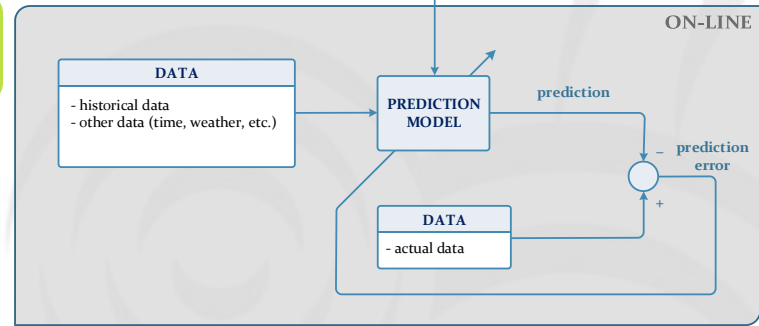 ON-LINE
DATA
- historical data
- other data (time, weather, etc.)
PREDICTION
MODEL
prediction
–
prediction
error
+
DATA
- actual data